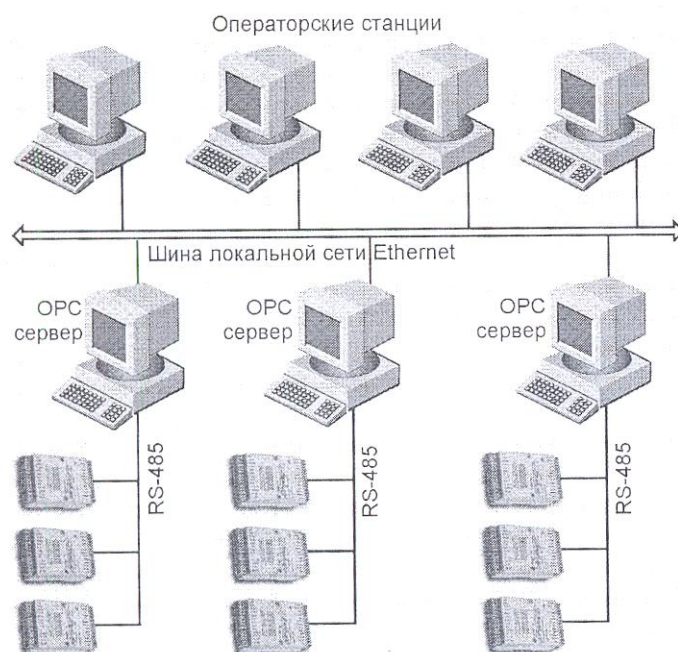 Операторские станции
Шина локальной сети Ethernet
OPC
сервер
OPC
сервер
OPC
сервер
RS-485
RS-485
RS-485